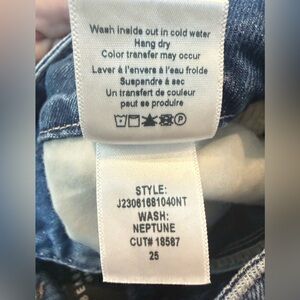 Wash inside out in cold water
Hang dry
Color transfer may occur
Laver à l'envers à l'eau froide
Suspendre à sec
Un transfert de couleur
peut se produire
STYLE:
J23061681040NT
WASH:
NEPTUNE
CUT# 18587
25